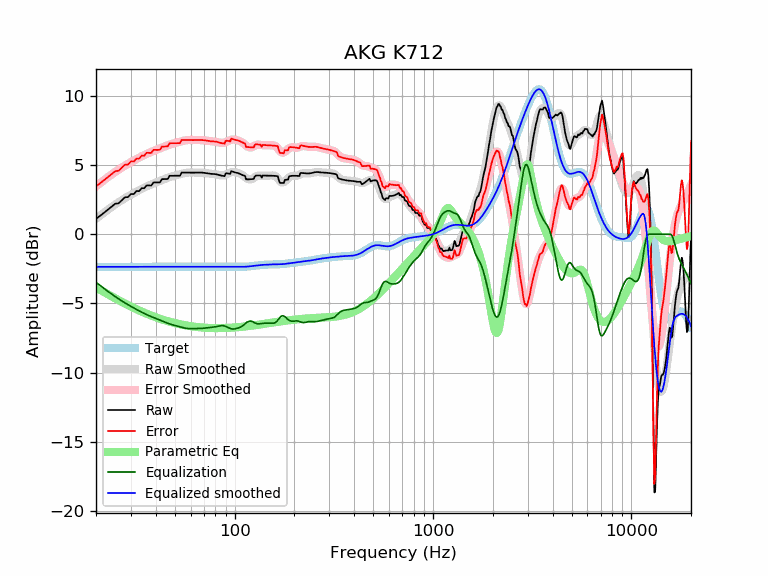 AKG K712
Amplitude (dBr)
10
5
0
−5
−10
−15
−20
Target
Raw Smoothed
Error Smoothed
Raw
Error
Parametric Eq
Equalization
Equalized smoothed
100
1000
10000
Frequency (Hz)